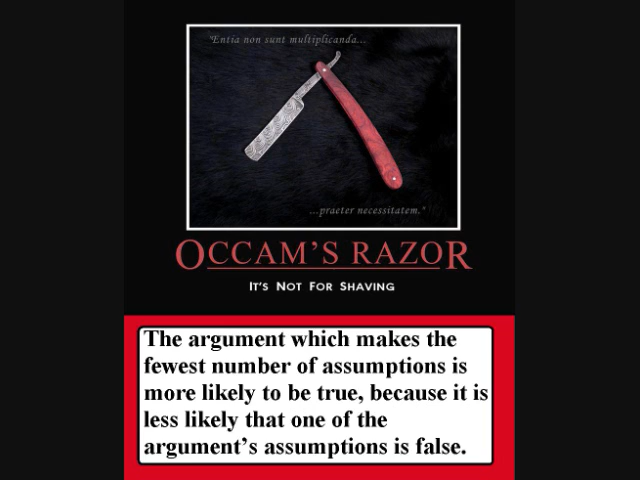 "Entia non sunt multiplicanda...
...praeter necessitatem."
OCCAM'S RAZOR
IT'S NOT FOR SHAVING
The argument which makes the
fewest number of assumptions is
more likely to be true, because it is
less likely that one of the
argument's assumptions is false.